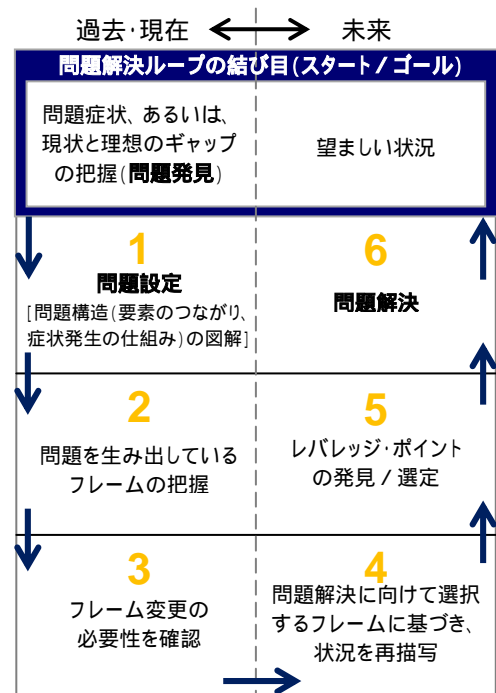 過去・現在 ←→ 未来
問題解決ループの結び目(スタート / ゴール)
問題症状、あるいは、
現状と理想のギャップ
の把握(問題発見)
望ましい状況
1
問題設定
[問題構造(要素のつながり、
症状発生の仕組み)の図解]
6
問題解決
2
問題を生み出している
フレームの把握
5
レバレッジ・ポイント
の発見 / 選定
3
フレーム変更の
必要性を確認
4
問題解決に向けて選択
するフレームに基づき、
状況を再描写